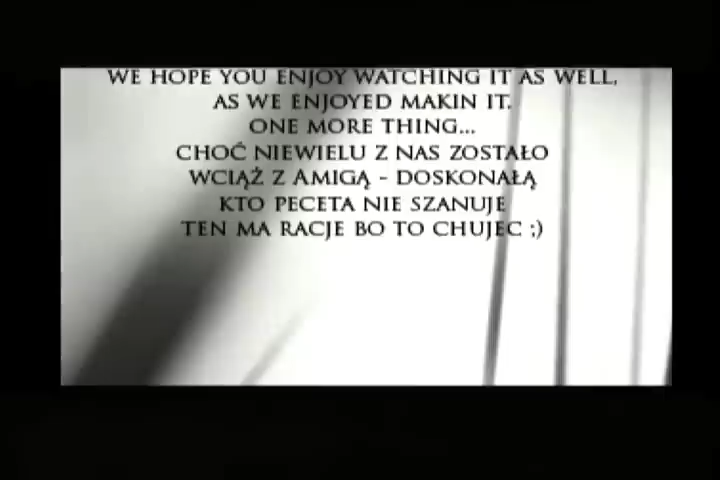 WE HOPE YOU ENJOY WATCHING IT AS WELL,
AS WE ENJOYED MAKIN IT.
ONE MORE THING...
CHOĆ NIEWIELU Z NAS ZOSTAŁO
WCIĄŻ Z AMIGĄ - DOSKONAŁĄ
KTO PECETA NIE SZANUJE
TEN MA RACJE BO TO CHUJEC ;)